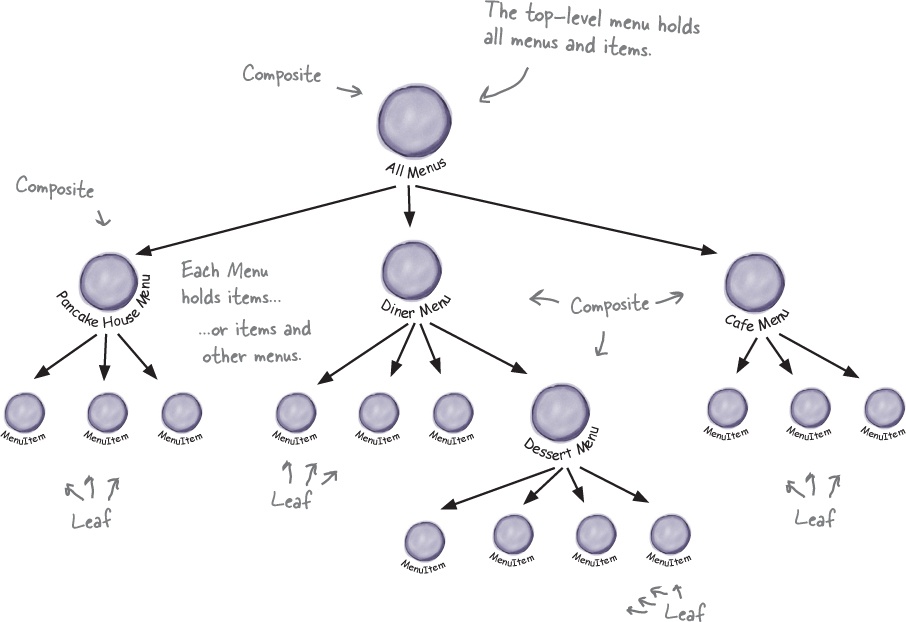 The top-level menu holds
all menus and items.
Composite
All Menus
Composite
Each Menu
holds items...
...or items and
other menus.
Pancake House Menu
Diner Menu
Composite
Cafe Menu
MenuItem
MenuItem
MenuItem
MenuItem
MenuItem
MenuItem
Dessert Menu
MenuItem
MenuItem
MenuItem
Leaf
Leaf
Leaf
MenuItem
MenuItem
MenuItem
MenuItem
Leaf